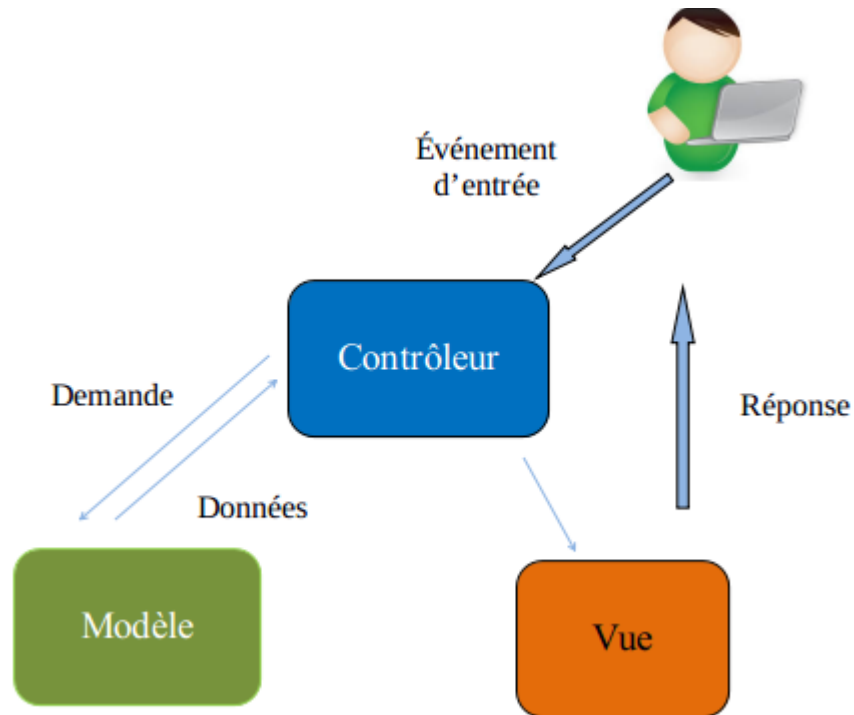 Événement
d’entrée
Contrôleur
Demande
Réponse
Données
Modèle
Vue